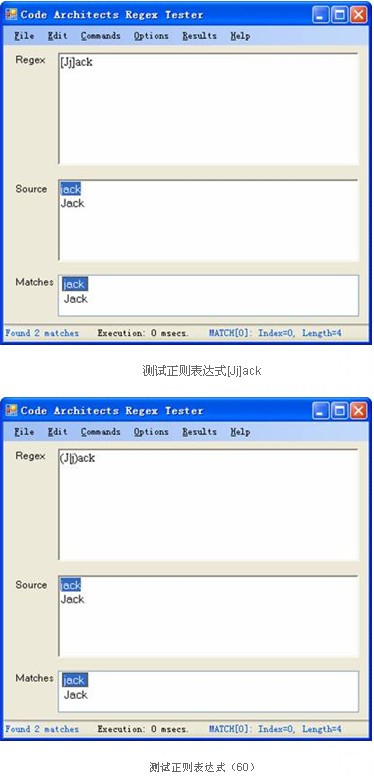 Code Architects Regex Tester
File Edit Commands Options Results Help
Regex
[Jj]ack
Source
jack
Jack
Matches
jack
Jack
Found 2 matches Execution: 0 msecs. MATCH[0]: Index=0, Length=4
测试正则表达式[Jj]ack
Code Architects Regex Tester
File Edit Commands Options Results Help
Regex
(J|j)ack
Source
jack
Jack
Matches
jack
Jack
Found 2 matches Execution: 0 msecs. MATCH[0]: Index=0, Length=4
测试正则表达式（60）